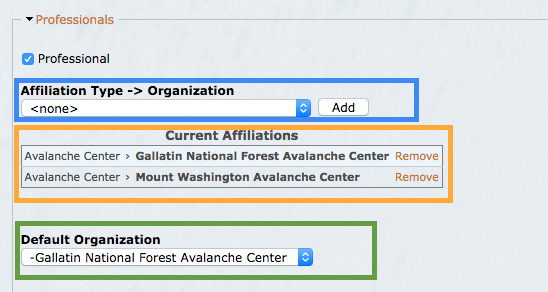 Professionals
Professional
Affiliation Type -> Organization
<none> Add
Current Affiliations
Avalanche Center › Gallatin National Forest Avalanche Center Remove
Avalanche Center › Mount Washington Avalanche Center Remove
Default Organization
-Gallatin National Forest Avalanche Center